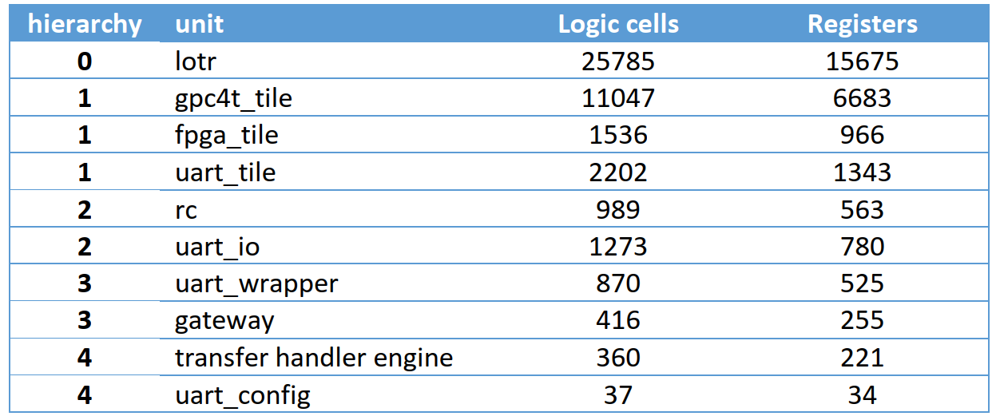 hierarchy unit Logic cells Registers
0 lotr 25785 15675
1 gpc4t_tile 11047 6683
1 fpga_tile 1536 966
1 uart_tile 2202 1343
2 rc 989 563
2 uart_io 1273 780
3 uart_wrapper 870 525
3 gateway 416 255
4 transfer handler engine 360 221
4 uart_config 37 34